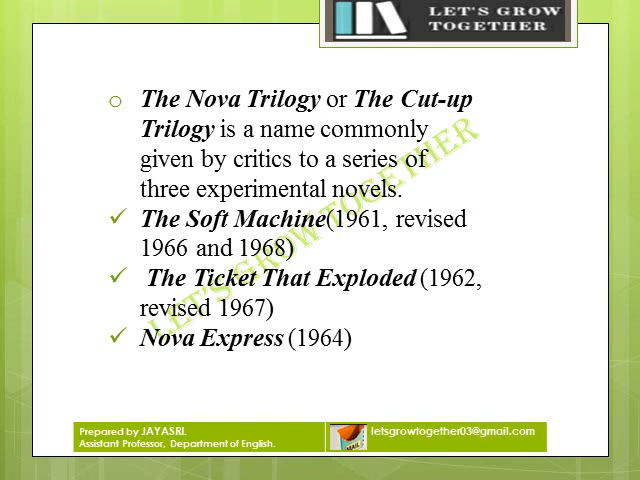 LET'S GROW
TOGETHER
The Nova Trilogy or The Cut-up
Trilogy is a name commonly
given by critics to a series of
three experimental novels.
The Soft Machine(1961, revised
1966 and 1968)
The Ticket That Exploded (1962,
revised 1967)
Nova Express (1964)
LET'S GROW TOGETHER
Prepared by JAYASRI.
Assistant Professor, Department of English.
MAIL
letsgrowtogether03@gmail.com